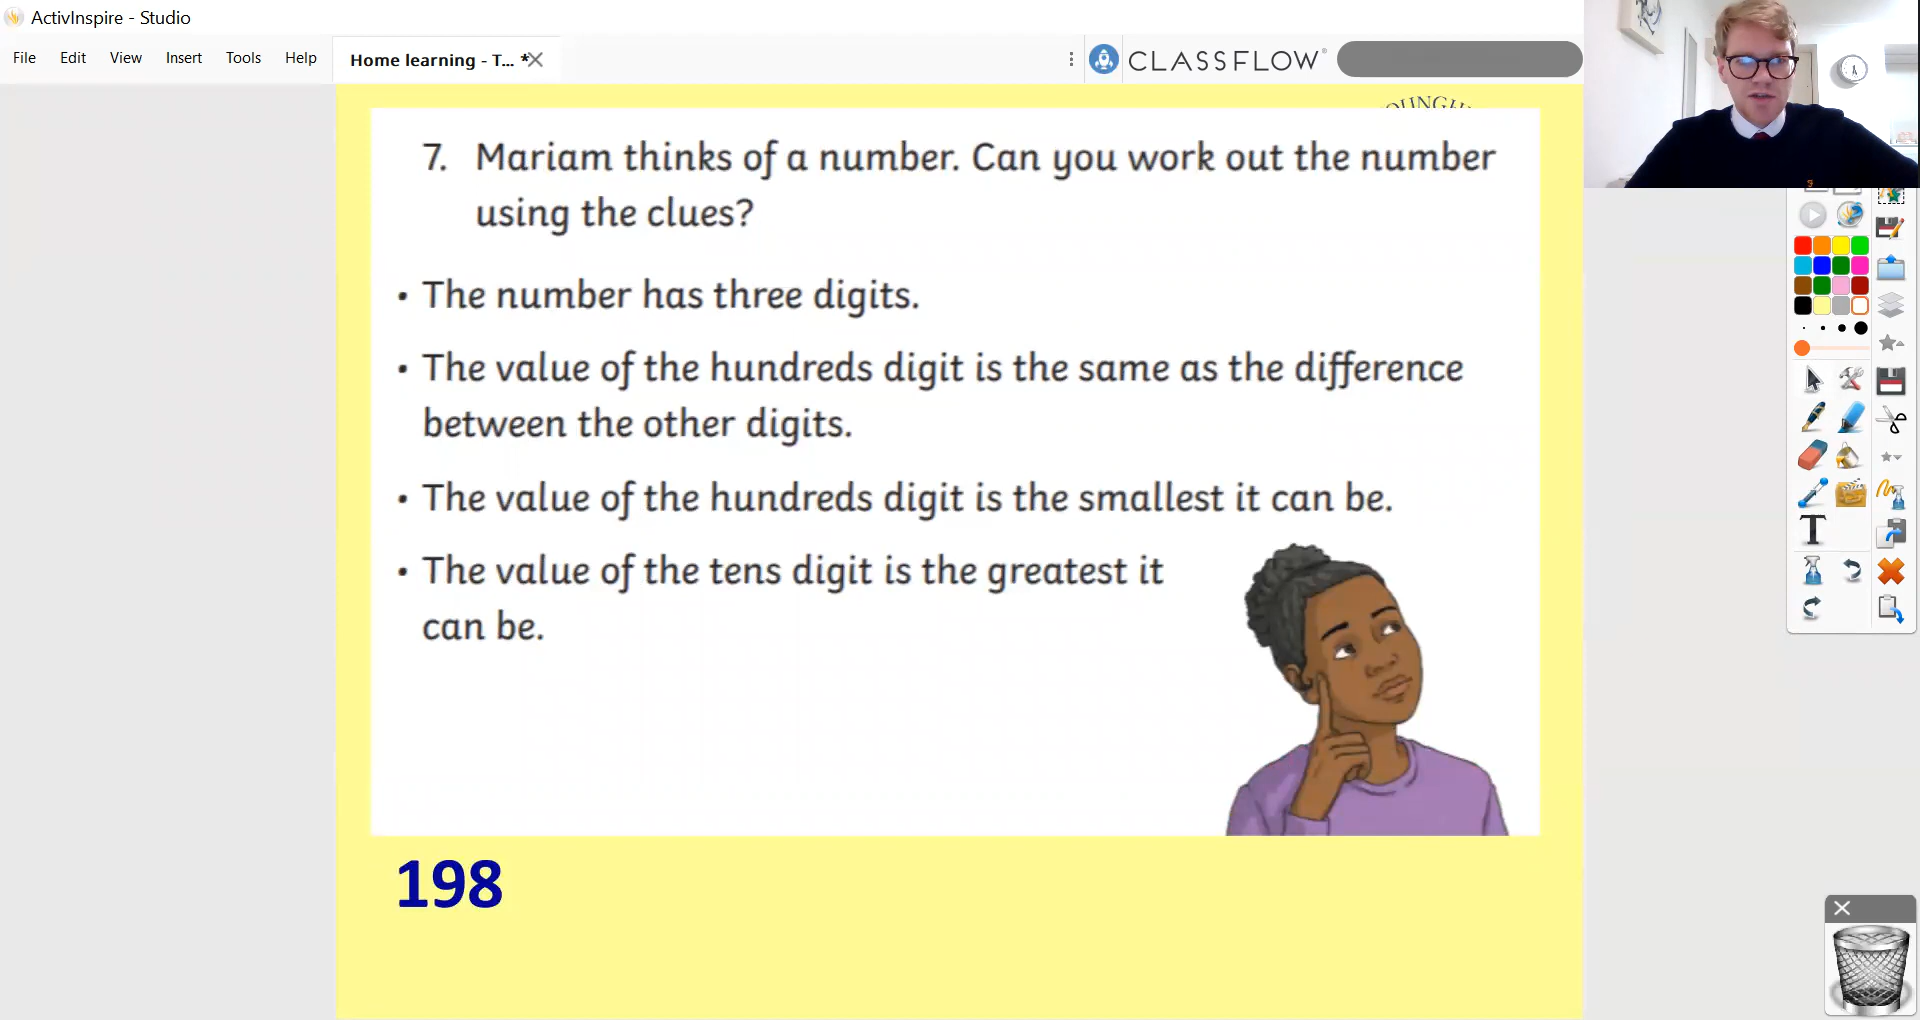 ActivInspire - Studio
File Edit View Insert Tools Help
Home learning - T... *
CLASSFLOW
7. Mariam thinks of a number. Can you work out the number
using the clues?
• The number has three digits.
• The value of the hundreds digit is the same as the difference
between the other digits.
• The value of the hundreds digit is the smallest it can be.
• The value of the tens digit is the greatest it
can be.
198